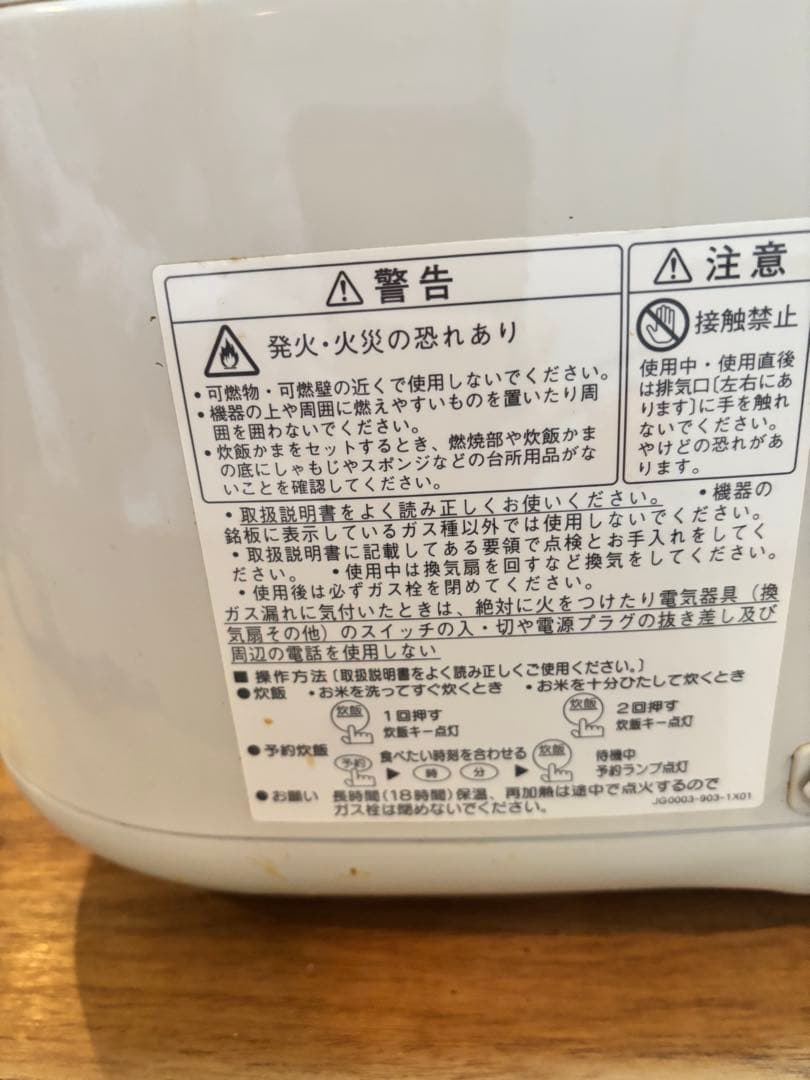 警告
発火・火災の恐れあり
・可燃物・可燃壁の近くで使用しないでください。
・機器の上や周囲に燃えやすいものを置いたり周
囲を囲わないでください。
・炊飯かまをセットするとき、燃焼部や炊飯かま
の底にしゃもじやスポンジなどの台所用品がな
いことを確認してください。
注意
接触禁止
使用中・使用直後
は排気口〔左右にあ
ります〕に手を触れ
ないでください。
やけどの恐れがあ
ります。
・取扱説明書をよく読み正しくお使いください。 ・機器の
銘板に表示しているガス種以外では使用しないでください。
・取扱説明書に記載してある要領で点検とお手入れをしてく
ださい。 ・使用中は換気扇を回すなど換気をしてください。
・使用後は必ずガス栓を閉めてください。
ガス漏れに気付いたときは、絶対に火をつけたり電気器具（換
気扇その他）のスイッチの入・切や電源プラグの抜き差し及び
周辺の電話を使用しない
■ 操作方法〔取扱説明書をよく読み正しくご使用ください。〕
●炊飯 ・お米を洗ってすぐ炊くとき ・お米を十分ひたして炊くとき
炊飯 1回押す 炊飯 2回押す
炊飯キー点灯 炊飯キー点灯
●予約炊飯 予約 食べたい時刻を合わせる 炊飯 待機中
▶ 時 分 ▶ 予約ランプ点灯
●お願い 長時間(18時間)保温、再加熱は途中で点火するので
ガス栓は閉めないでください。 JG0003-903-1X01